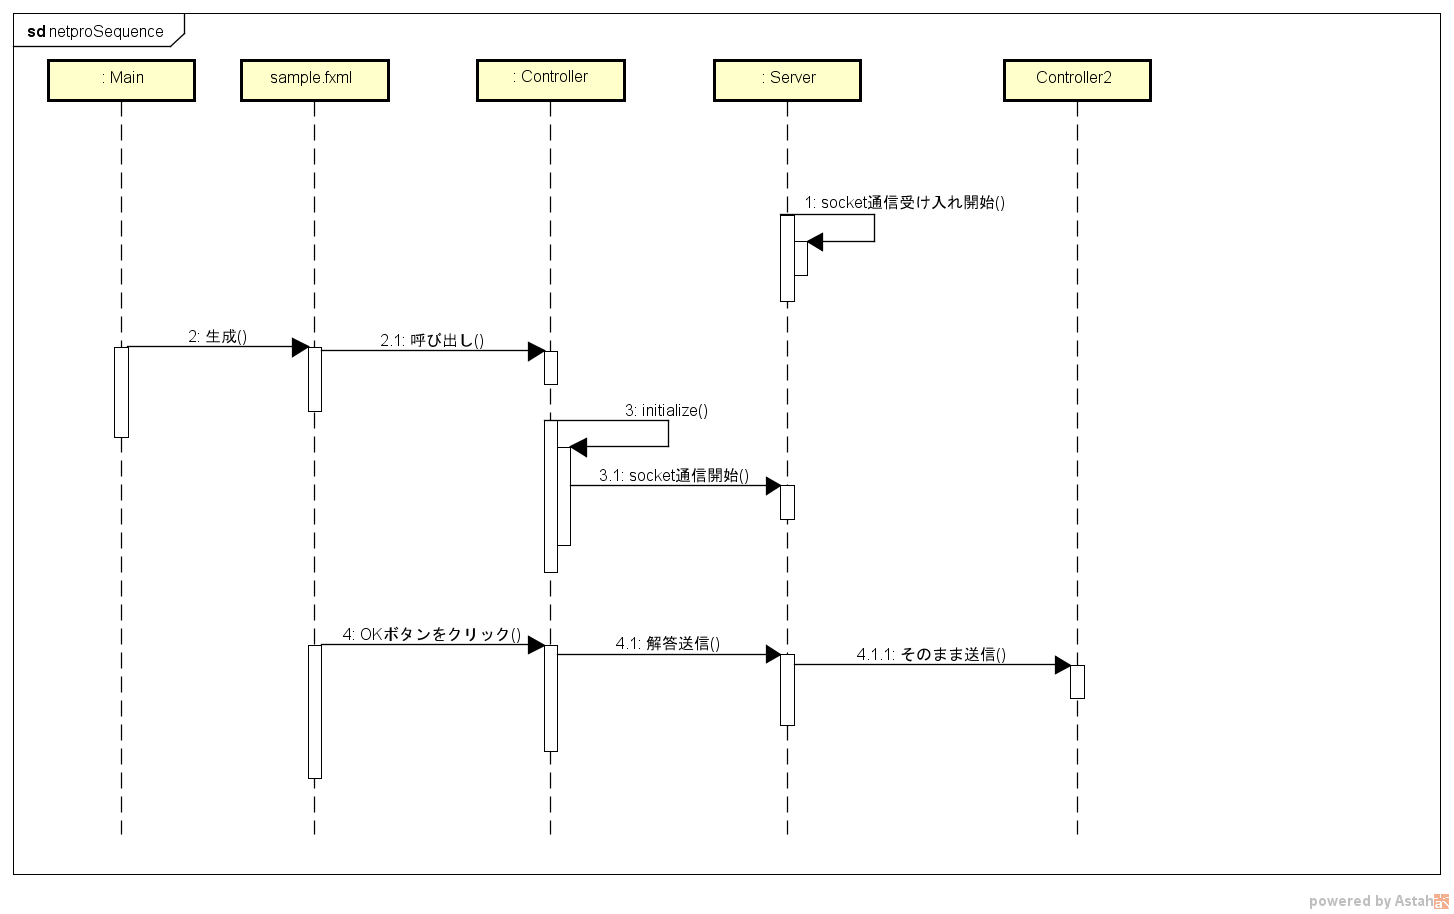 sd netproSequence
: Main
sample.fxml
: Controller
: Server
Controller2
1: socket通信受け入れ開始()
2: 生成()
2.1: 呼び出し()
3: initialize()
3.1: socket通信開始()
4: OKボタンをクリック()
4.1: 解答送信()
4.1.1: そのまま送信()
powered by Astah